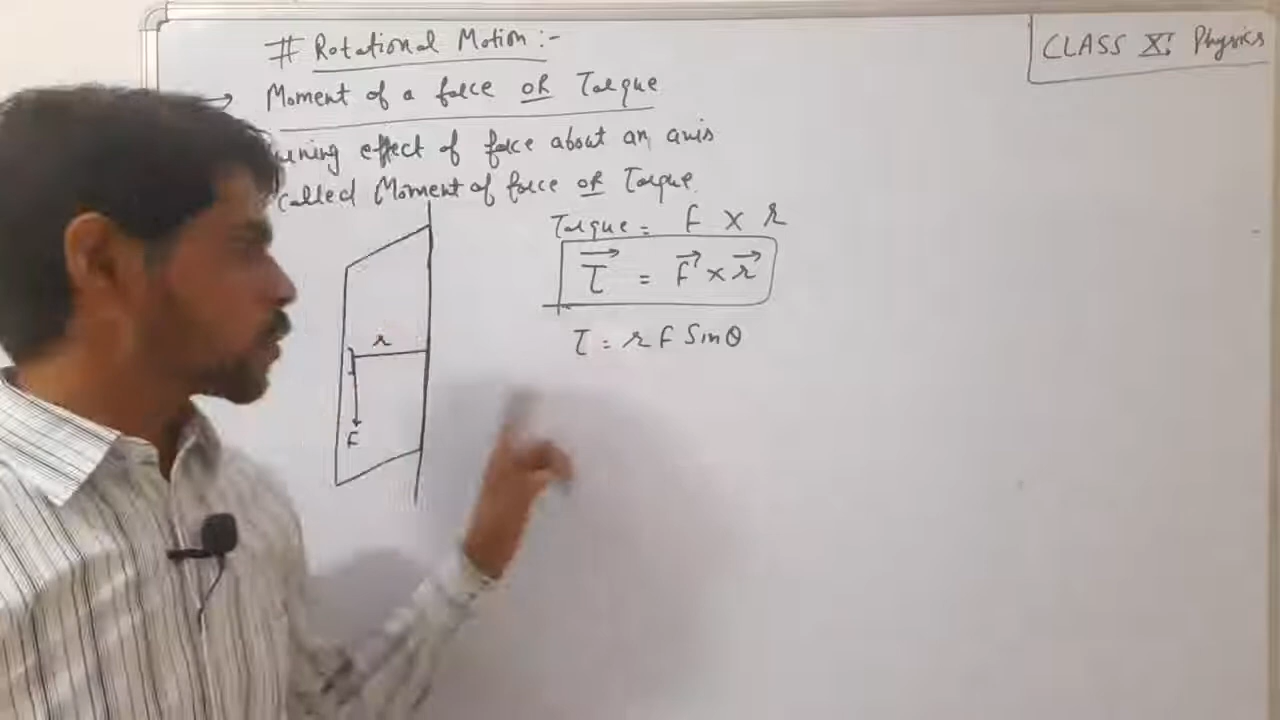 # Rotational Motion :-
CLASS XI Physics
→ Moment of a force OR Torque
uning effect of force about an axis
called Moment of force OR Torque.
Torque = F × r
τ⃗ = F⃗ × r⃗
τ = r F Sinθ
r
F